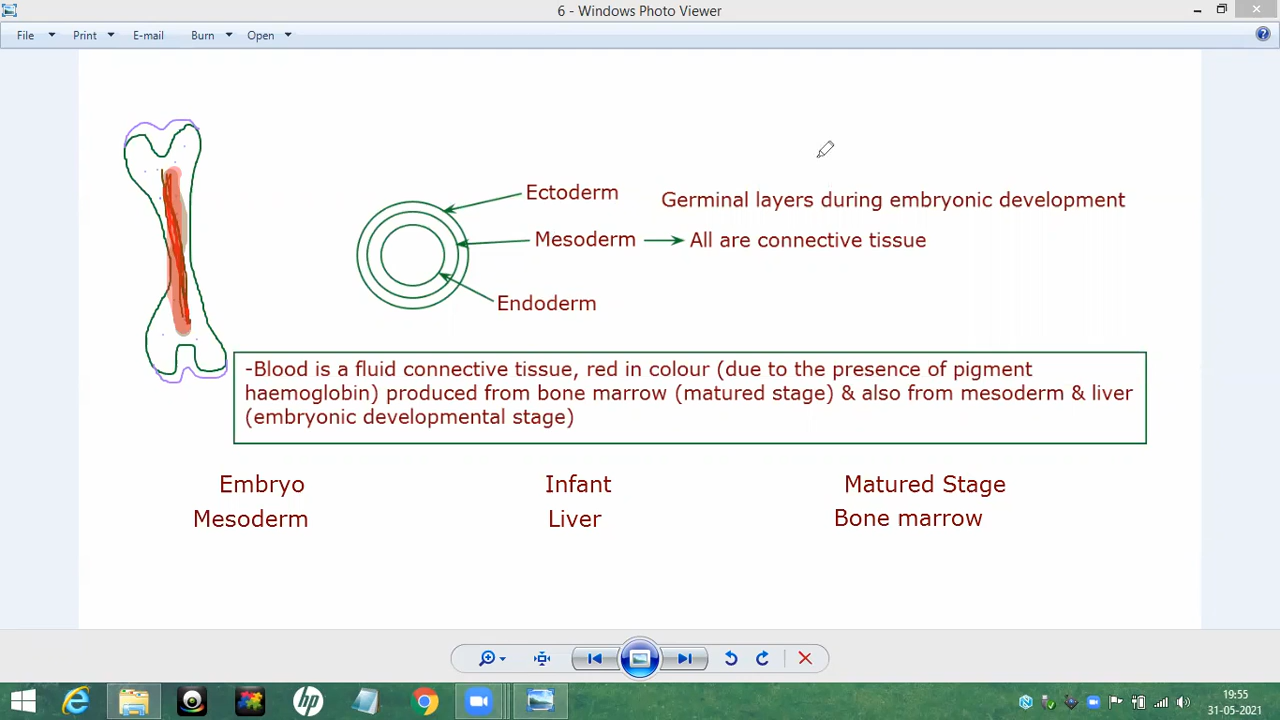 6 - Windows Photo Viewer
File Print E-mail Burn Open
Ectoderm Germinal layers during embryonic development
Mesoderm All are connective tissue
Endoderm
-Blood is a fluid connective tissue, red in colour (due to the presence of pigment
haemoglobin) produced from bone marrow (matured stage) & also from mesoderm & liver
(embryonic developmental stage)
Embryo Infant Matured Stage
Mesoderm Liver Bone marrow
19:55
31-05-2021